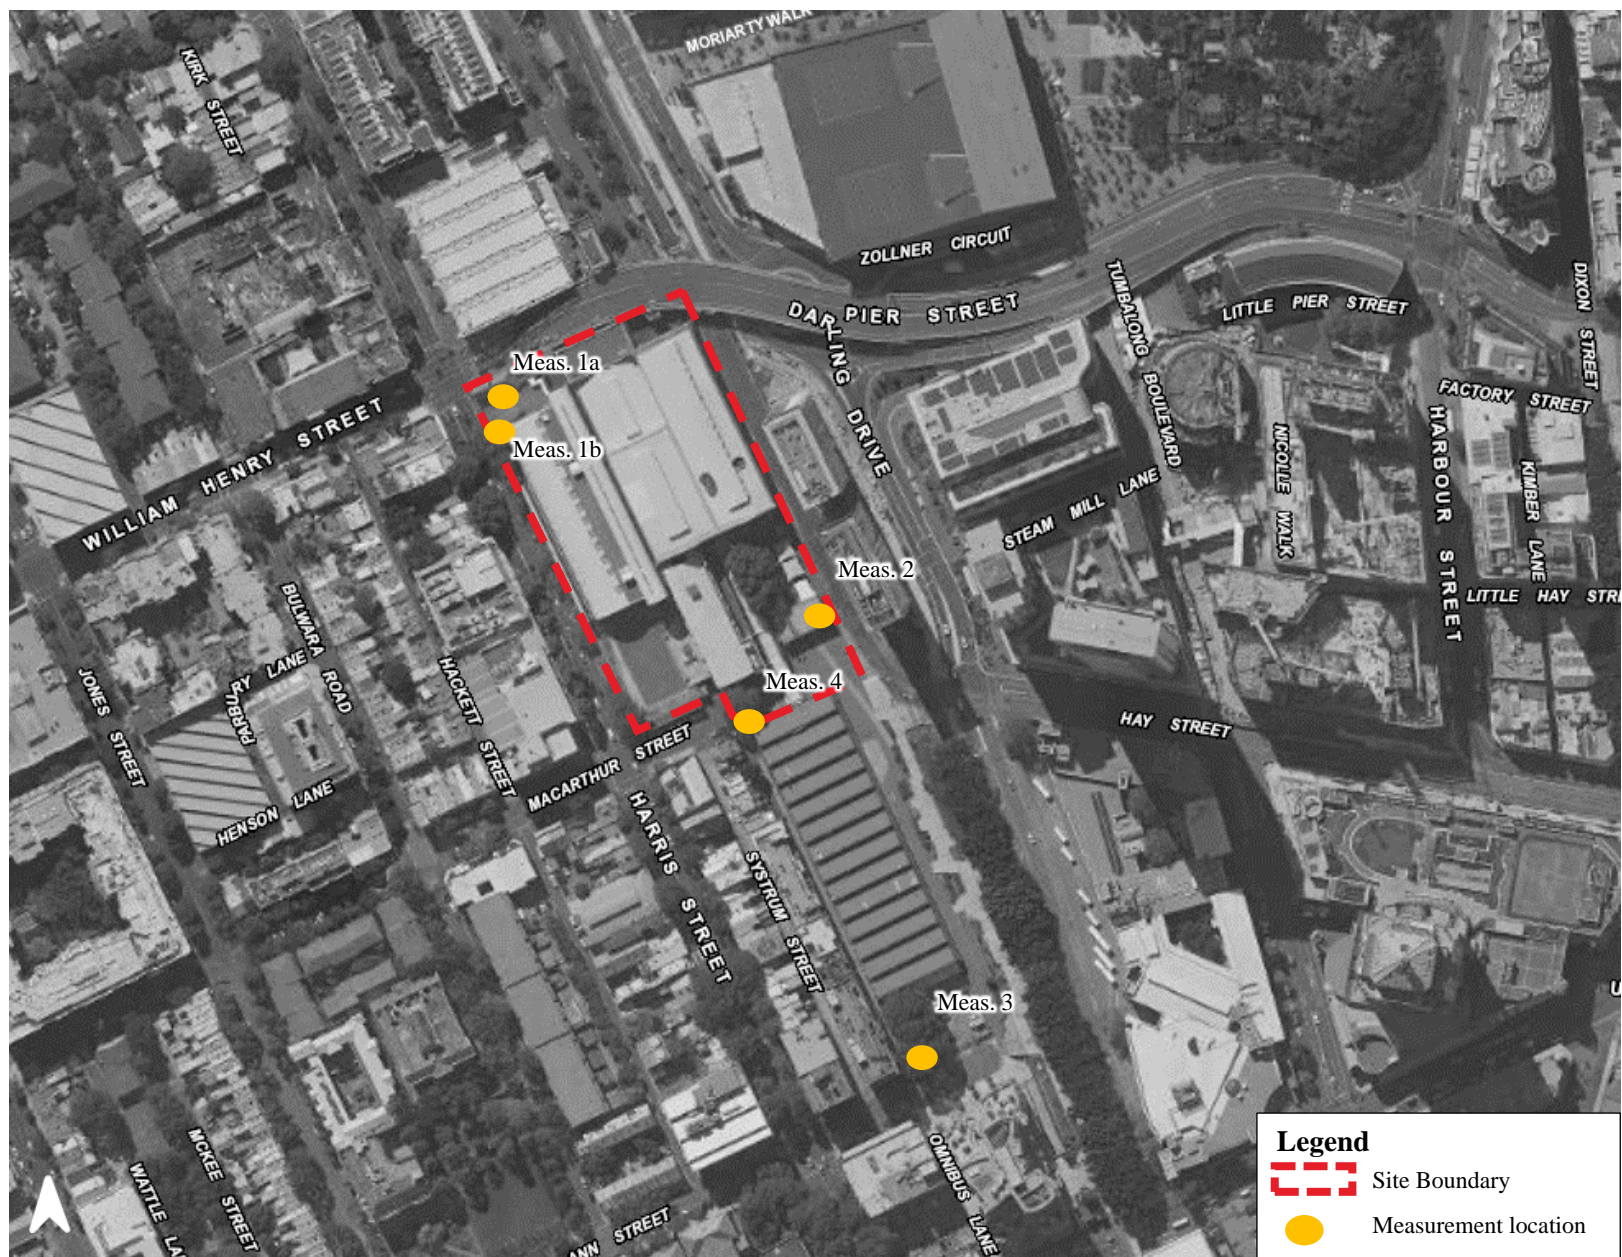 MORIARTY WALK
KIRK STREET
ZOLLNER CIRCUIT
DARLING DRIVE
PIER STREET
TUMBALONG BOULEVARD
LITTLE PIER STREET
DIXON STREET
Meas. 1a
FACTORY STREET
WILLIAM HENRY STREET
Meas. 1b
HARBOUR STREET
NICOLLE WALK
KIMBER LANE
STEAM MILL LANE
Meas. 2
LITTLE HAY STRE
BULWARA ROAD
PARBURY LANE
JONES STREET
HACKETT STREET
Meas. 4
HAY STREET
MACARTHUR STREET
HENSON LANE
HARRIS STREET
SYSTRUM STREET
U
Meas. 3
WATTLE LA
MCKEE STREET
ANN STREET
OMNIBUS LANE
Legend
Site Boundary
Measurement location